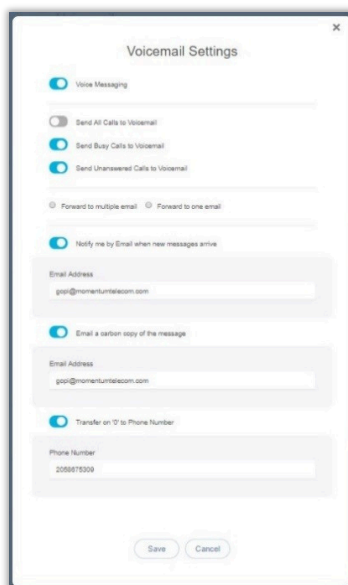 Voicemail Settings
Voice Messaging
Send All Calls to Voicemail
Send Busy Calls to Voicemail
Send Unanswered Calls to Voicemail
Forward to multiple email Forward to one email
Notify me by Email when new messages arrive
Email Address
gopi@momentumtelecom.com
Email a carbon copy of the message
Email Address
gopi@momentumtelecom.com
Transfer on '0' to Phone Number
Phone Number
2058675309
Save Cancel